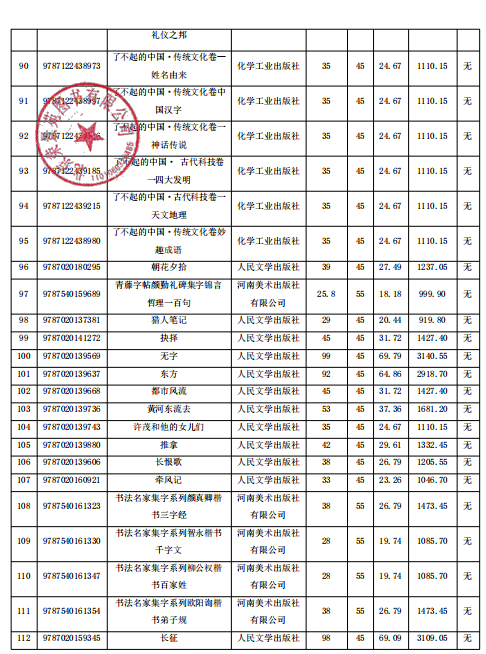 礼仪之邦
90 9787122438973 了不起的中国·传统文化卷—姓名由来 化学工业出版社 35 45 24.67 1110.15 无
91 了不起的中国·传统文化卷中国汉字 化学工业出版社 35 45 24.67 1110.15 无
92 了不起的中国·传统文化卷一神话传说 化学工业出版社 35 45 24.67 1110.15 无
93 9787122439185 了不起的中国· 古代科技卷一四大发明 化学工业出版社 35 45 24.67 1110.15 无
94 9787122439215 了不起的中国·古代科技卷一天文地理 化学工业出版社 35 45 24.67 1110.15 无
95 9787122438980 了不起的中国·传统文化卷妙趣成语 化学工业出版社 35 45 24.67 1110.15 无
96 9787020180295 朝花夕拾 人民文学出版社 39 45 27.49 1237.05 无
97 9787540159689 青藤字帖颜勤礼碑集字锦言哲理一百句 河南美术出版社有限公司 25.8 55 18.18 999.90 无
98 9787020137381 猎人笔记 人民文学出版社 29 45 20.44 919.80 无
99 9787020141272 抉择 人民文学出版社 45 45 31.72 1427.40 无
100 9787020139569 无字 人民文学出版社 99 45 69.79 3140.55 无
101 9787020139637 东方 人民文学出版社 92 45 64.86 2918.70 无
102 9787020139668 都市风流 人民文学出版社 45 45 31.72 1427.40 无
103 9787020139736 黄河东流去 人民文学出版社 53 45 37.36 1681.20 无
104 9787020139743 许茂和他的女儿们 人民文学出版社 35 45 24.67 1110.15 无
105 9787020139880 推拿 人民文学出版社 42 45 29.61 1332.45 无
106 9787020139606 长恨歌 人民文学出版社 38 45 26.79 1205.55 无
107 9787020160921 牵风记 人民文学出版社 33 45 23.26 1046.70 无
108 9787540161323 书法名家集字系列颜真卿楷书三字经 河南美术出版社有限公司 38 55 26.79 1473.45 无
109 9787540161330 书法名家集字系列智永楷书千字文 河南美术出版社有限公司 28 55 19.74 1085.70 无
110 9787540161347 书法名家集字系列柳公权楷书百家姓 河南美术出版社有限公司 28 55 19.74 1085.70 无
111 9787540161354 书法名家集字系列欧阳询楷书弟子规 河南美术出版社有限公司 38 55 26.79 1473.45 无
112 9787020159345 长征 人民文学出版社 98 45 69.09 3109.05 无